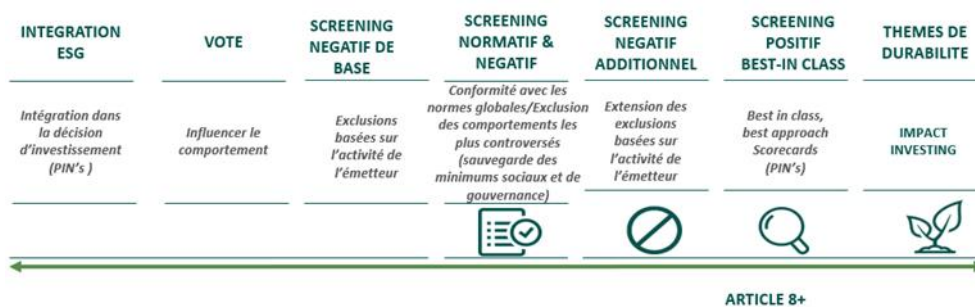 INTEGRATION
ESG
VOTE
SCREENING
NEGATIF DE
BASE
SCREENING
NORMATIF &
NEGATIF
SCREENING
NEGATIF
ADDITIONNEL
SCREENING
POSITIF
BEST-IN CLASS
THEMES DE
DURABILITE
Intégration dans
la décision
d'investissement
(PIN's )
Influencer le
comportement
Exclusions
basées sur
l'activité de
l'émetteur
Conformité avec les
normes globales/Exclusion
des comportements les
plus controversés
(sauvegarde des
minimums sociaux et de
gouvernance)
Extension des
exclusions
basées sur
l'activité de
l'émetteur
Best in class,
best approach
Scorecards
(PIN's)
IMPACT
INVESTING
ARTICLE 8+